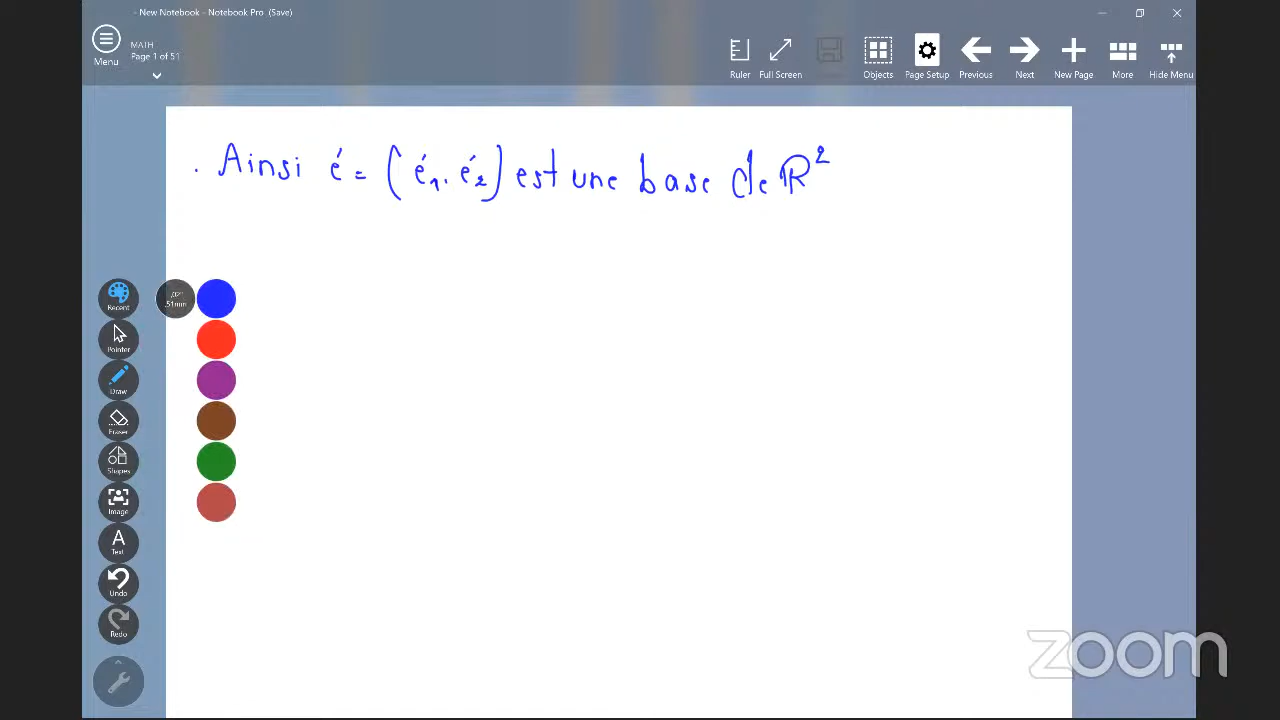 - New Notebook - Notebook Pro (Save)
Menu
MATH
Page 1 of 51
Ruler
Full Screen
Objects
Page Setup
Previous
Next
New Page
More
Hide Menu
. Ainsi é = (é₁, é₂) est une base de ℝ²
Recent
.02"
.51mm
Pointer
Draw
Eraser
Shapes
Image
A
Text
Undo
Redo
zoom